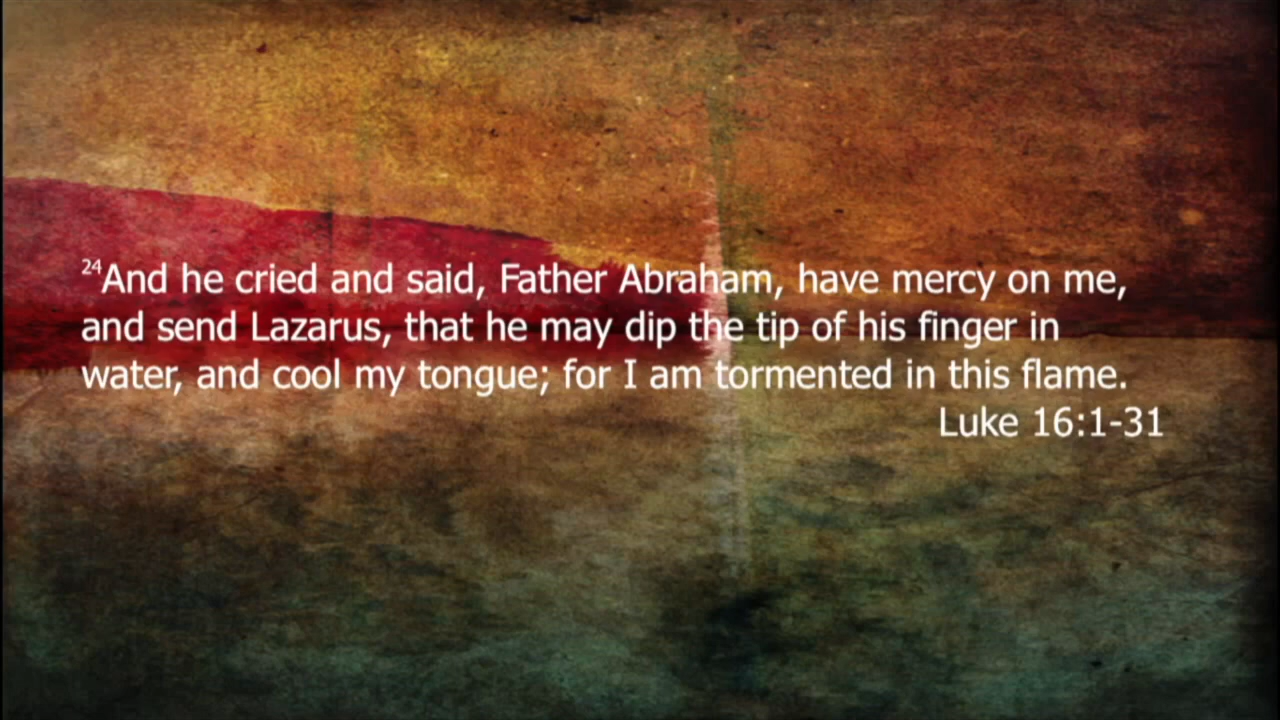 24And he cried and said, Father Abraham, have mercy on me,
and send Lazarus, that he may dip the tip of his finger in
water, and cool my tongue; for I am tormented in this flame.
Luke 16:1-31